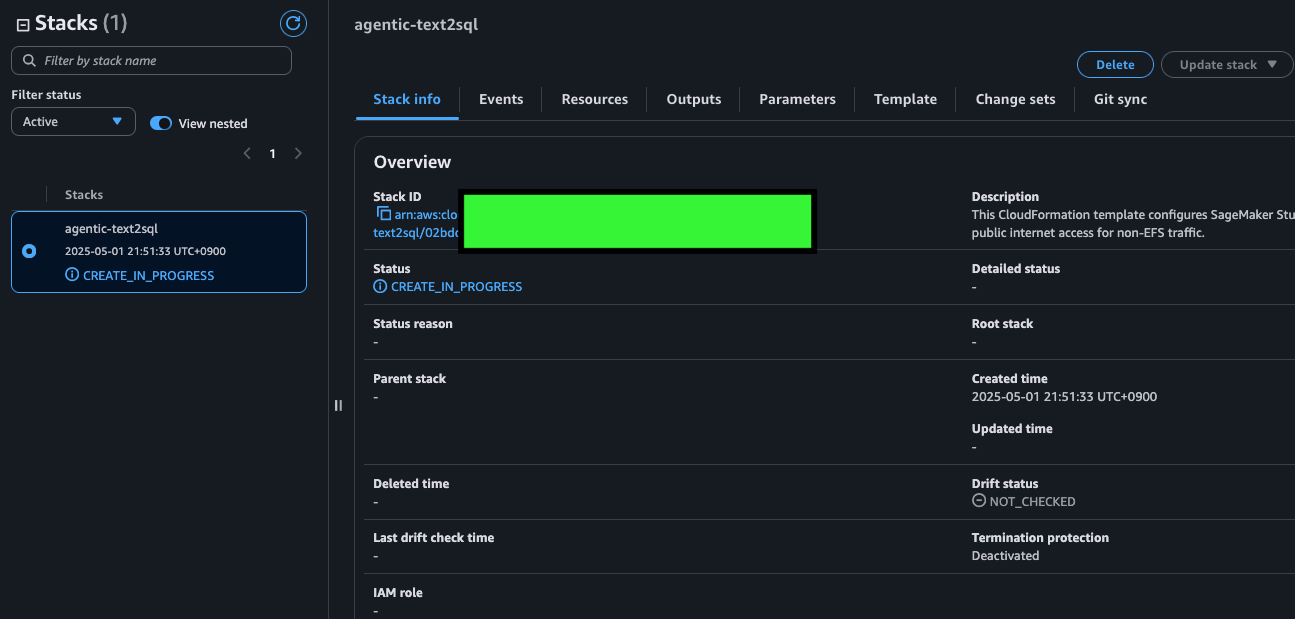 Stacks (1)
Filter by stack name
Filter status
Active
View nested
1
Stacks
agentic-text2sql
2025-05-01 21:51:33 UTC+0900
CREATE_IN_PROGRESS
agentic-text2sql
Delete
Update stack
Stack info
Events
Resources
Outputs
Parameters
Template
Change sets
Git sync
Overview
Stack ID
arn:aws:clo
text2sql/02bdc
Description
This CloudFormation template configures SageMaker Stu
public internet access for non-EFS traffic.
Status
CREATE_IN_PROGRESS
Detailed status
-
Status reason
-
Root stack
-
Parent stack
-
Created time
2025-05-01 21:51:33 UTC+0900
Updated time
-
Deleted time
-
Drift status
NOT_CHECKED
Last drift check time
-
Termination protection
Deactivated
IAM role
-